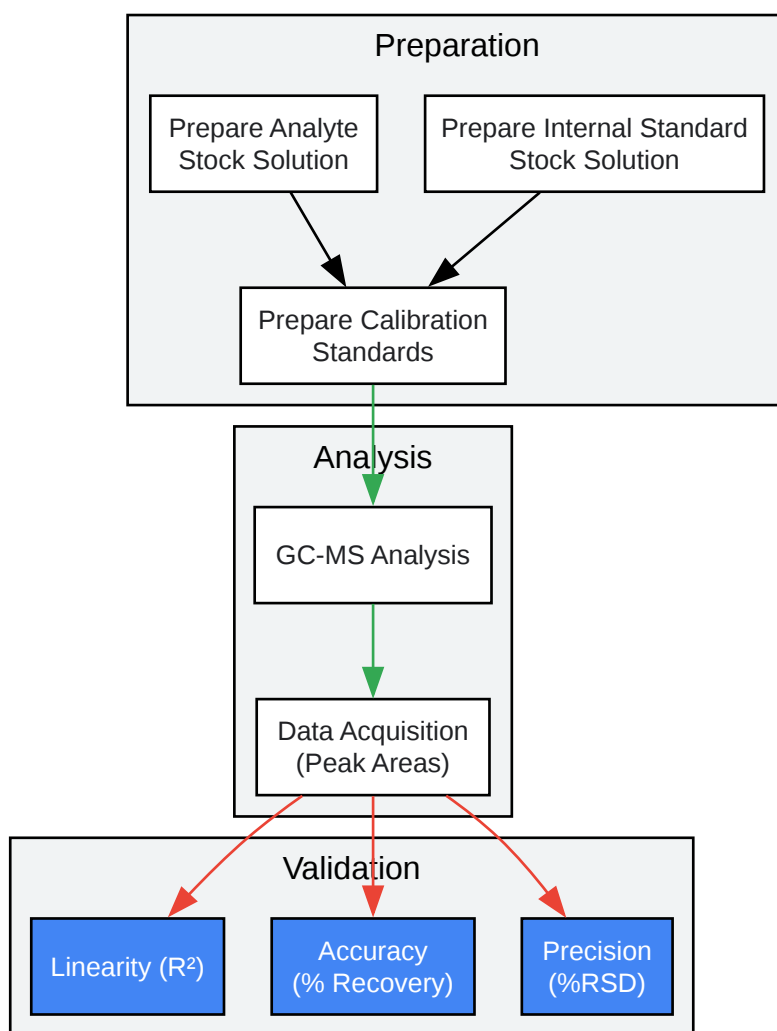 Preparation
Prepare Analyte
Stock Solution
Prepare Internal Standard
Stock Solution
Prepare Calibration
Standards
Analysis
GC-MS Analysis
Data Acquisition
(Peak Areas)
Validation
Linearity (R²)
Accuracy
(% Recovery)
Precision
(%RSD)